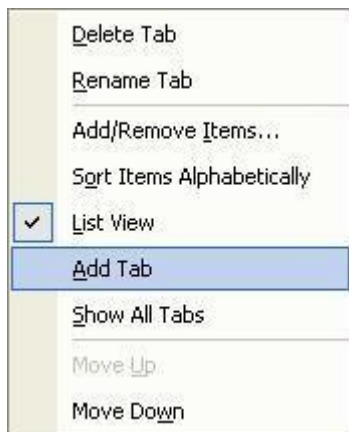 Delete Tab
Rename Tab
Add/Remove Items...
Sort Items Alphabetically
List View
Add Tab
Show All Tabs
Move Up
Move Down